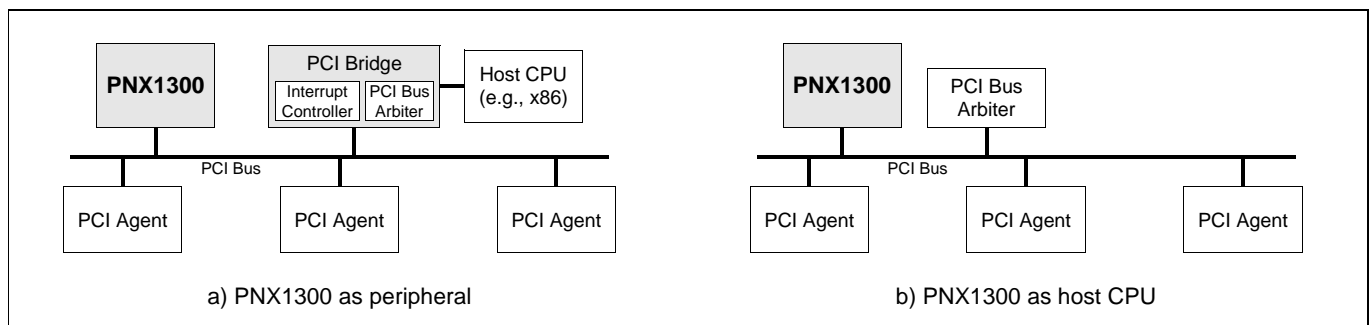 PNX1300
PCI Bridge
Interrupt
Controller
PCI Bus
Arbiter
Host CPU
(e.g., x86)
PCI Bus
PCI Agent
PCI Agent
PCI Agent
a) PNX1300 as peripheral
PNX1300
PCI Bus
Arbiter
PCI Bus
PCI Agent
PCI Agent
PCI Agent
b) PNX1300 as host CPU